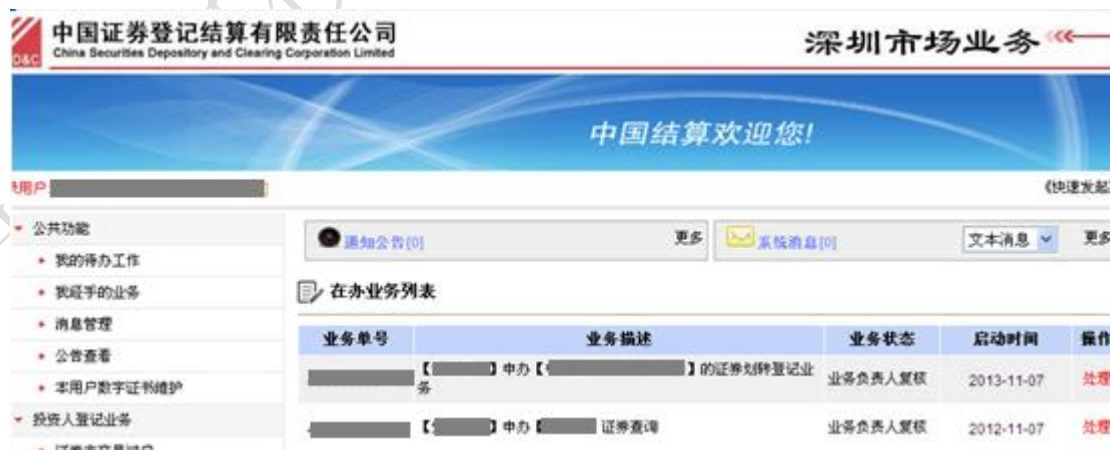 中国证券登记结算有限责任公司
China Securities Depository and Clearing Corporation Limited
D&C
深圳市场业务
中国结算欢迎您!
用户
《快速发起
公共功能
我的待办工作
我经手的业务
消息管理
公告查看
本用户数字证书维护
投资人登记业务
通知公告[0] 更多
系统消息[0] 文本消息 更多
在办业务列表
业务单号 业务描述 业务状态 启动时间 操作
【 】申办【 】的证券划转登记业务 业务负责人复核 2013-11-07 处理
【 】申办【 证券查询 业务负责人复核 2012-11-07 处理